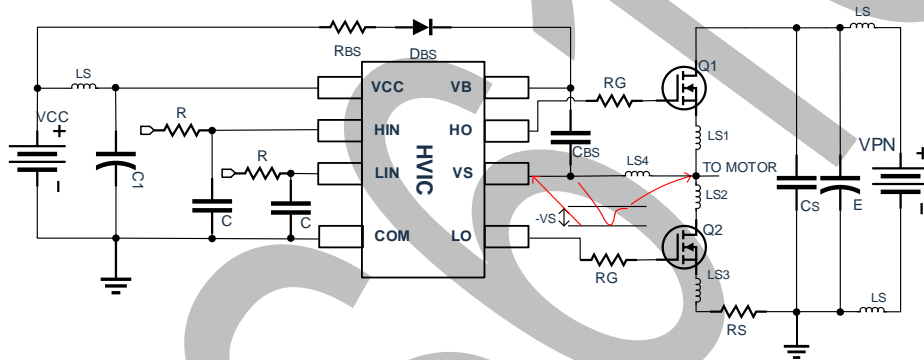 LS
RBS
DBS
Q1
LS
VCC
VB
RG
VCC
+
R
HIN
HO
LS1
VPN
+
CBS
R
LIN
HVIC
VS
LS4
TO MOTOR
C1
LS2
C
C
-VS
CS
E
Q2
COM
LO
RG
LS3
LS
RS